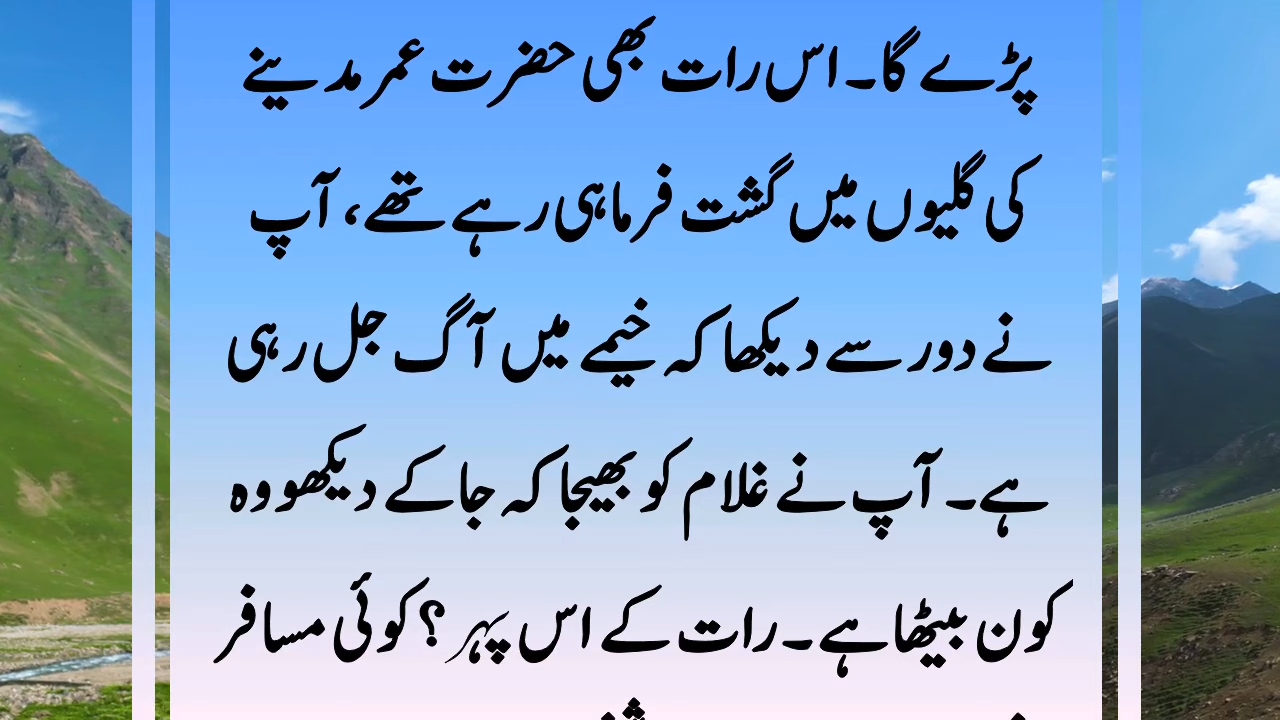 پڑے گا۔ اس رات بھی حضرت عمر مدینے
کی گلیوں میں گشت فرما ہی رہے تھے، آپ
نے دور سے دیکھا کہ خیمے میں آگ جل رہی
ہے۔ آپ نے غلام کو بھیجا کہ جا کے دیکھو وہ
کون بیٹھا ہے۔ رات کے اس پہر؟ کوئی مسافر